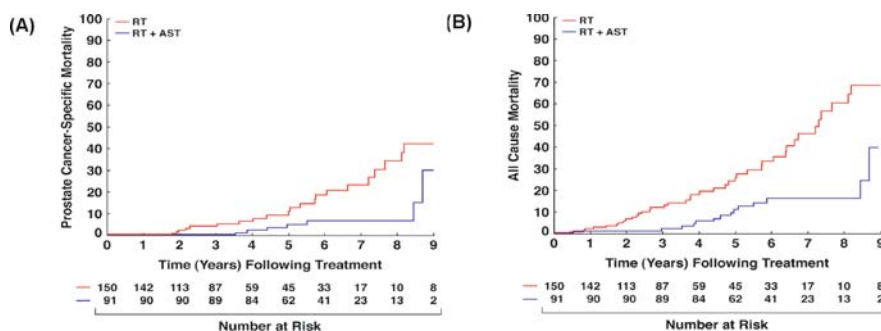 (A)
RT
RT + AST
Prostate Cancer-Specific Mortality
100
90
80
70
60
50
40
30
20
10
0
0 1 2 3 4 5 6 7 8 9
Time (Years) Following Treatment
150 142 113 87 59 45 33 17 10 8
91 90 90 89 84 62 41 23 13 2
Number at Risk
(B)
RT
RT + AST
All Cause Mortality
100
90
80
70
60
50
40
30
20
10
0
0 1 2 3 4 5 6 7 8 9
Time (Years) Following Treatment
150 142 113 87 59 45 33 17 10 8
91 90 90 89 84 62 41 23 13 2
Number at Risk